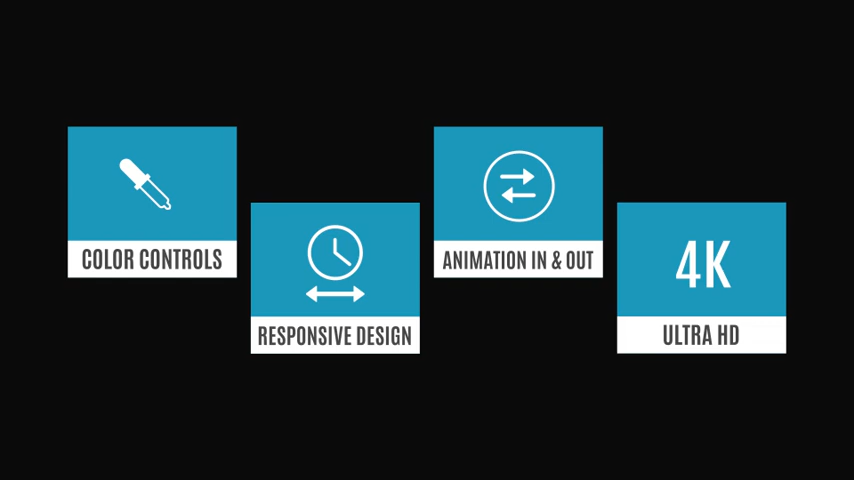 COLOR CONTROLS
RESPONSIVE DESIGN
ANIMATION IN & OUT
4K
ULTRA HD